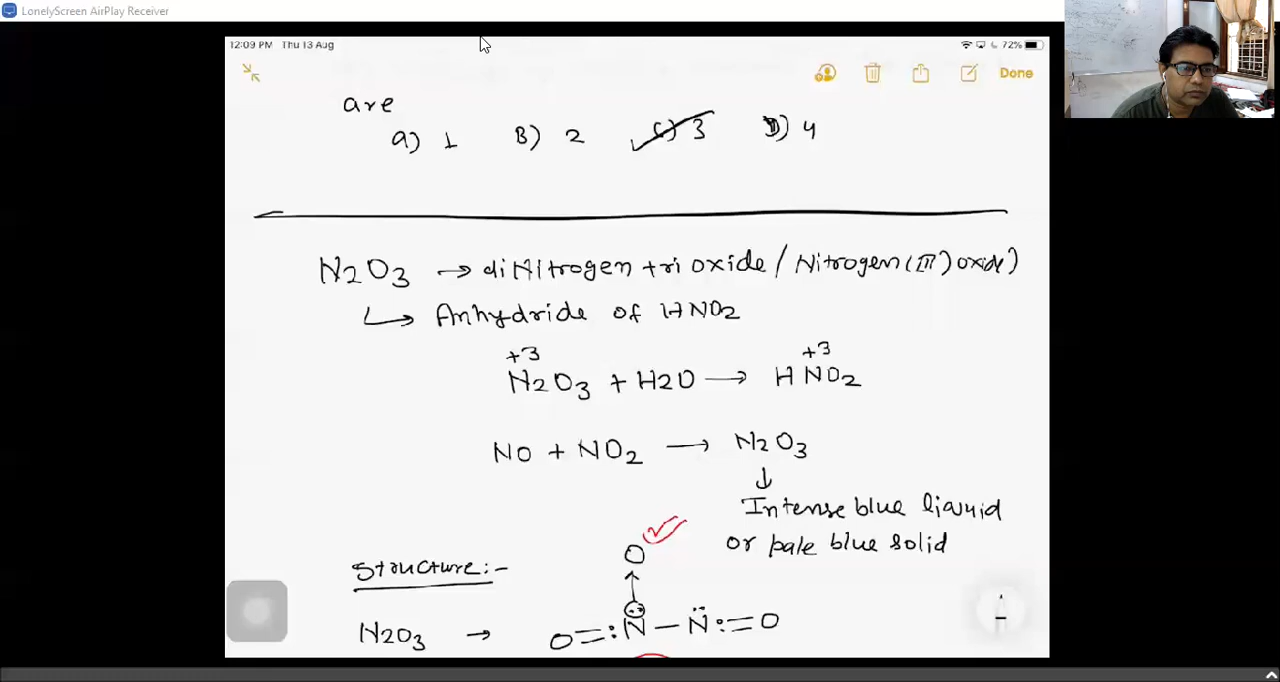 LonelyScreen AirPlay Receiver
12:09 PM Thu 13 Aug
72%
Done
are
a) 1 B) 2 C) 3 D) 4
N2O3 → diNitrogen tri oxide / Nitrogen (III) oxide)
↳ Anhydride of HNO2
+3 +3
N2O3 + H2O → HNO2
NO + NO2 → N2O3
↓
Intense blue liquid
or pale blue solid
Structure:-
O
↑
N2O3 → O=:N-N̈:=O